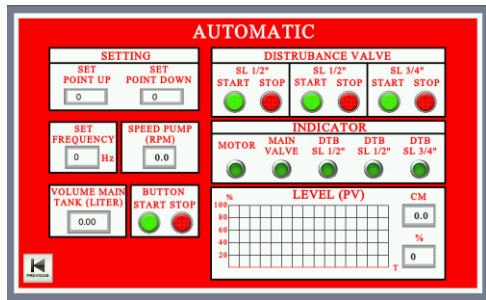 AUTOMATIC
SETTING
SET POINT UP
SET POINT DOWN
0
0
DISTRUBANCE VALVE
SL 1/2"
START STOP
SL 1/2"
START STOP
SL 3/4"
START STOP
SET FREQUENCY
0 Hz
SPEED PUMP (RPM)
0.0
INDICATOR
MOTOR
MAIN VALVE
DTB SL 1/2"
DTB SL 1/2"
DTB SL 3/4"
VOLUME MAIN TANK (LITER)
0.00
BUTTON
START STOP
LEVEL (PV)
%
100
80
60
40
20
T
CM
0.0
%
0
PREVIOUS